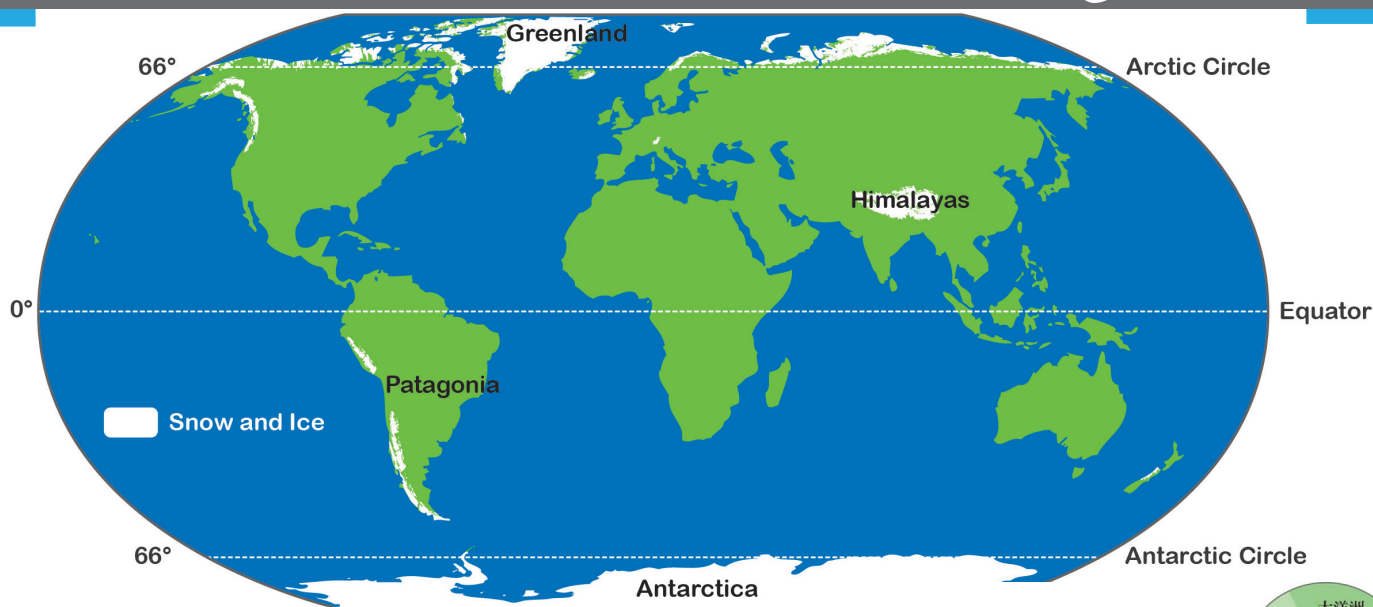 Greenland
66°
Arctic Circle
Himalayas
0°
Equator
Patagonia
Snow and Ice
66°
Antarctic Circle
Antarctica